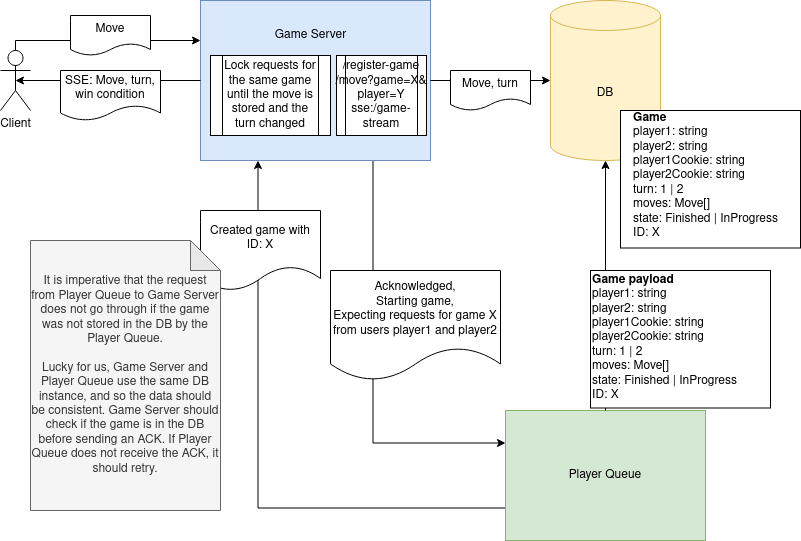 Move
SSE: Move, turn,
win condition
Client
Game Server
Lock requests for
the same game
until the move is
stored and the
turn changed
/register-game
/move?game=X&
player=Y
sse:/game-
stream
Move, turn
DB
Game
player1: string
player2: string
player1Cookie: string
player2Cookie: string
turn: 1 | 2
moves: Move[]
state: Finished | InProgress
ID: X
Created game with
ID: X
It is imperative that the request
from Player Queue to Game Server
does not go through if the game
was not stored in the DB by the
Player Queue.
Lucky for us, Game Server and
Player Queue use the same DB
instance, and so the data should
be consistent. Game Server should
check if the game is in the DB
before sending an ACK. If Player
Queue does not receive the ACK, it
should retry.
Acknowledged,
Starting game,
Expecting requests for game X
from users player1 and player2
Game payload
player1: string
player2: string
player1Cookie: string
player2Cookie: string
turn: 1 | 2
moves: Move[]
state: Finished | InProgress
ID: X
Player Queue